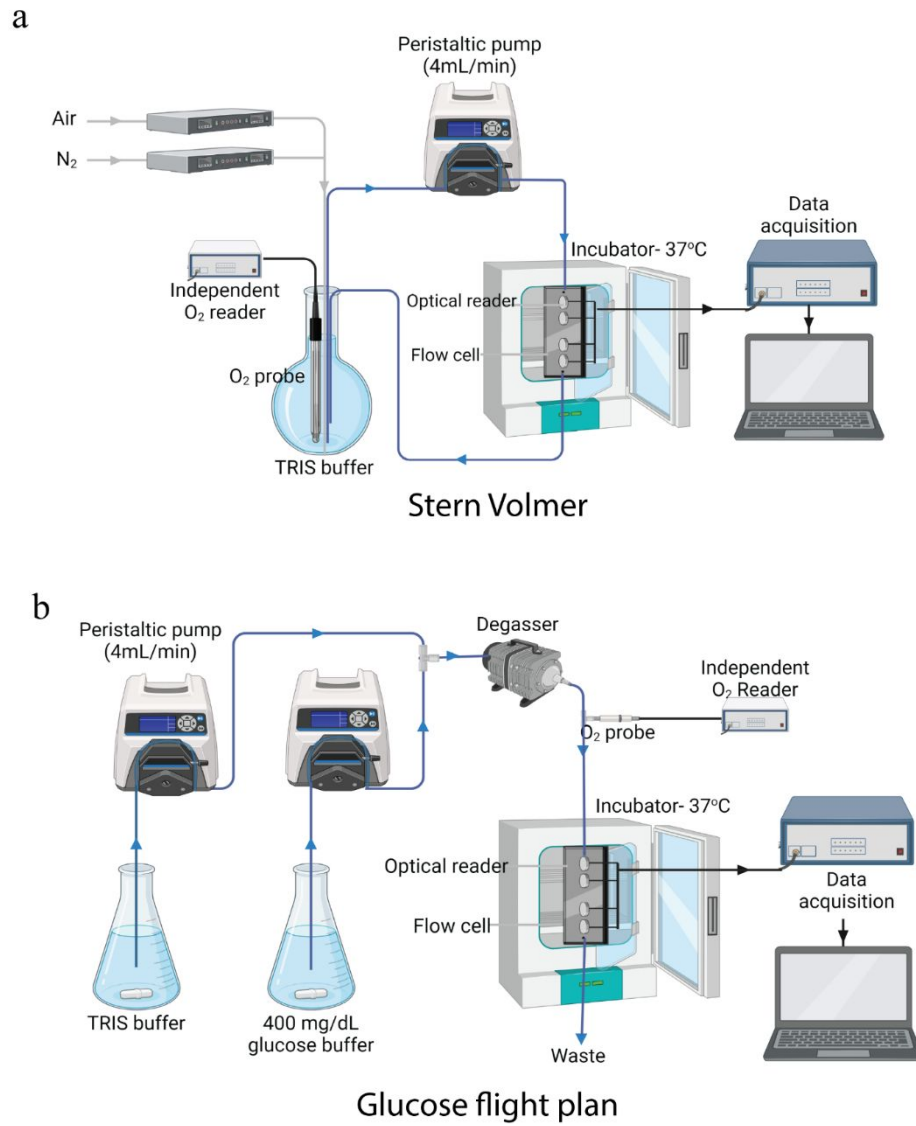 a
Peristaltic pump
(4mL/min)
Air
N₂
Data
acquisition
Incubator- 37°C
Independent
O₂ reader
Optical reader
Flow cell
O₂ probe
TRIS buffer
Stern Volmer
b
Peristaltic pump
(4mL/min)
Degasser
Independent
O₂ Reader
O₂ probe
Incubator- 37°C
Optical reader
Flow cell
Data
acquisition
TRIS buffer
400 mg/dL
glucose buffer
Waste
Glucose flight plan